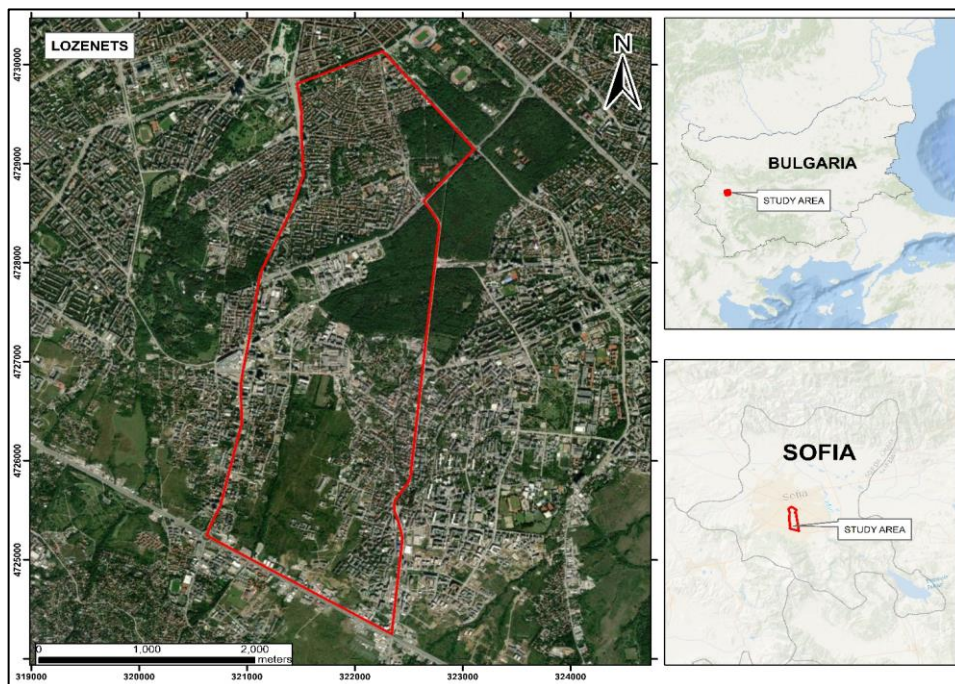 LOZENETS
N
4730000
4729000
4728000
4727000
4726000
4725000
1,000
2,000
meters
319000
320000
321000
322000
323000
324000
BULGARIA
STUDY AREA
SOFIA
Sofia
STUDY AREA